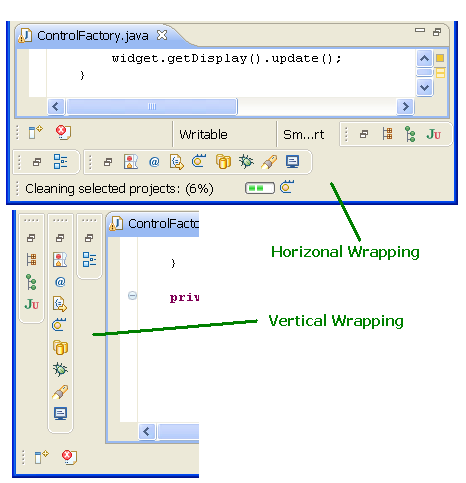 ControlFactory.java
widget.getDisplay().update();
}
Writable
Sm...rt
Ju
@
Cleaning selected projects: (6%)
Horizonal Wrapping
ControlFacto
}
priv
@
Ju
Vertical Wrapping